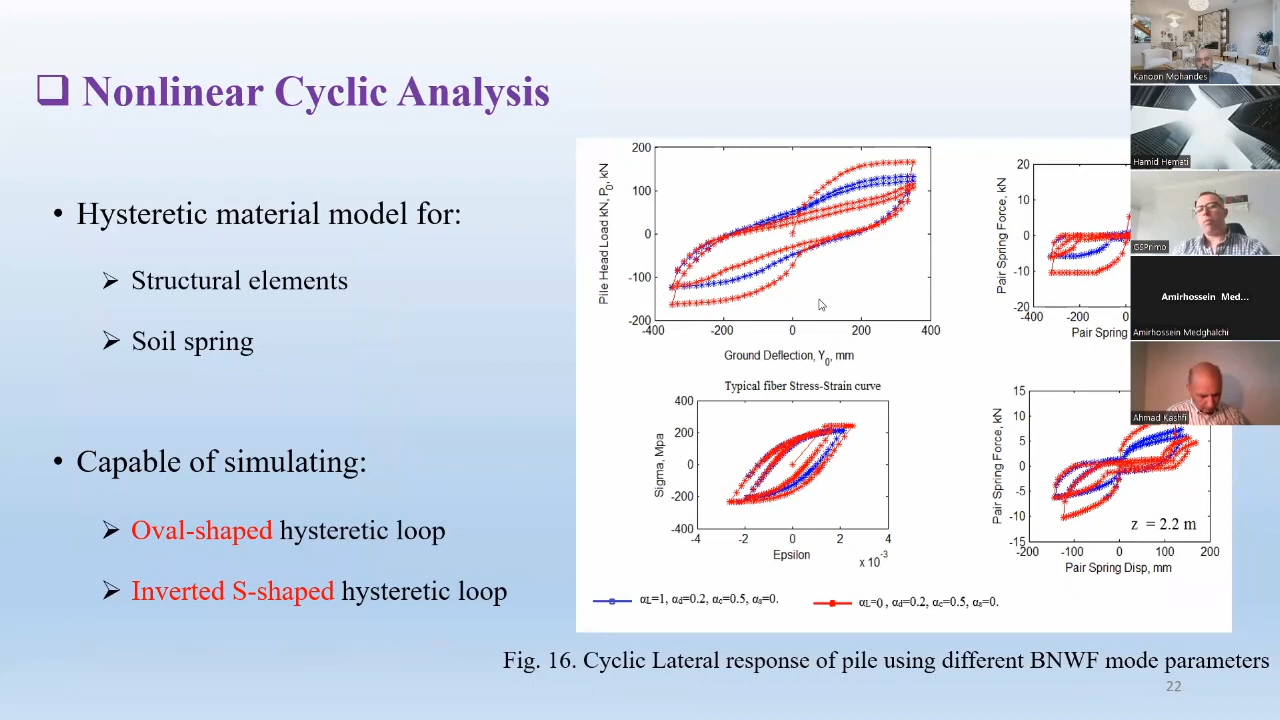 ❑ Nonlinear Cyclic Analysis
• Hysteretic material model for:
➢ Structural elements
➢ Soil spring
• Capable of simulating:
➢ Oval-shaped hysteretic loop
➢ Inverted S-shaped hysteretic loop
Pile Head Load kN, P0, kN
200
100
0
-100
-200
-400
-200
0
200
400
Ground Deflection, Y0, mm
Pair Spring Force, kN
20
10
0
-10
-20
-400
-200
0
Pair Spring
Typical fiber Stress-Strain curve
Sigma, Mpa
400
200
0
-200
-400
-4
-2
0
2
4
Epsilon
x 10^-3
Pair Spring Force, kN
15
10
5
0
-5
-10
-15
-200
-100
0
100
200
z = 2.2 m
Pair Spring Disp, mm
αL=1, αd=0.2, αc=0.5, αs=0.
αL=0, αd=0.2, αc=0.5, αs=0.
Fig. 16. Cyclic Lateral response of pile using different BNWF mode parameters
22
Kanoon Mohandes
Hamid Hemati
GSPrimo
Amirhossein Med...
Amirhossein Medghalchi
Ahmad Kashfi